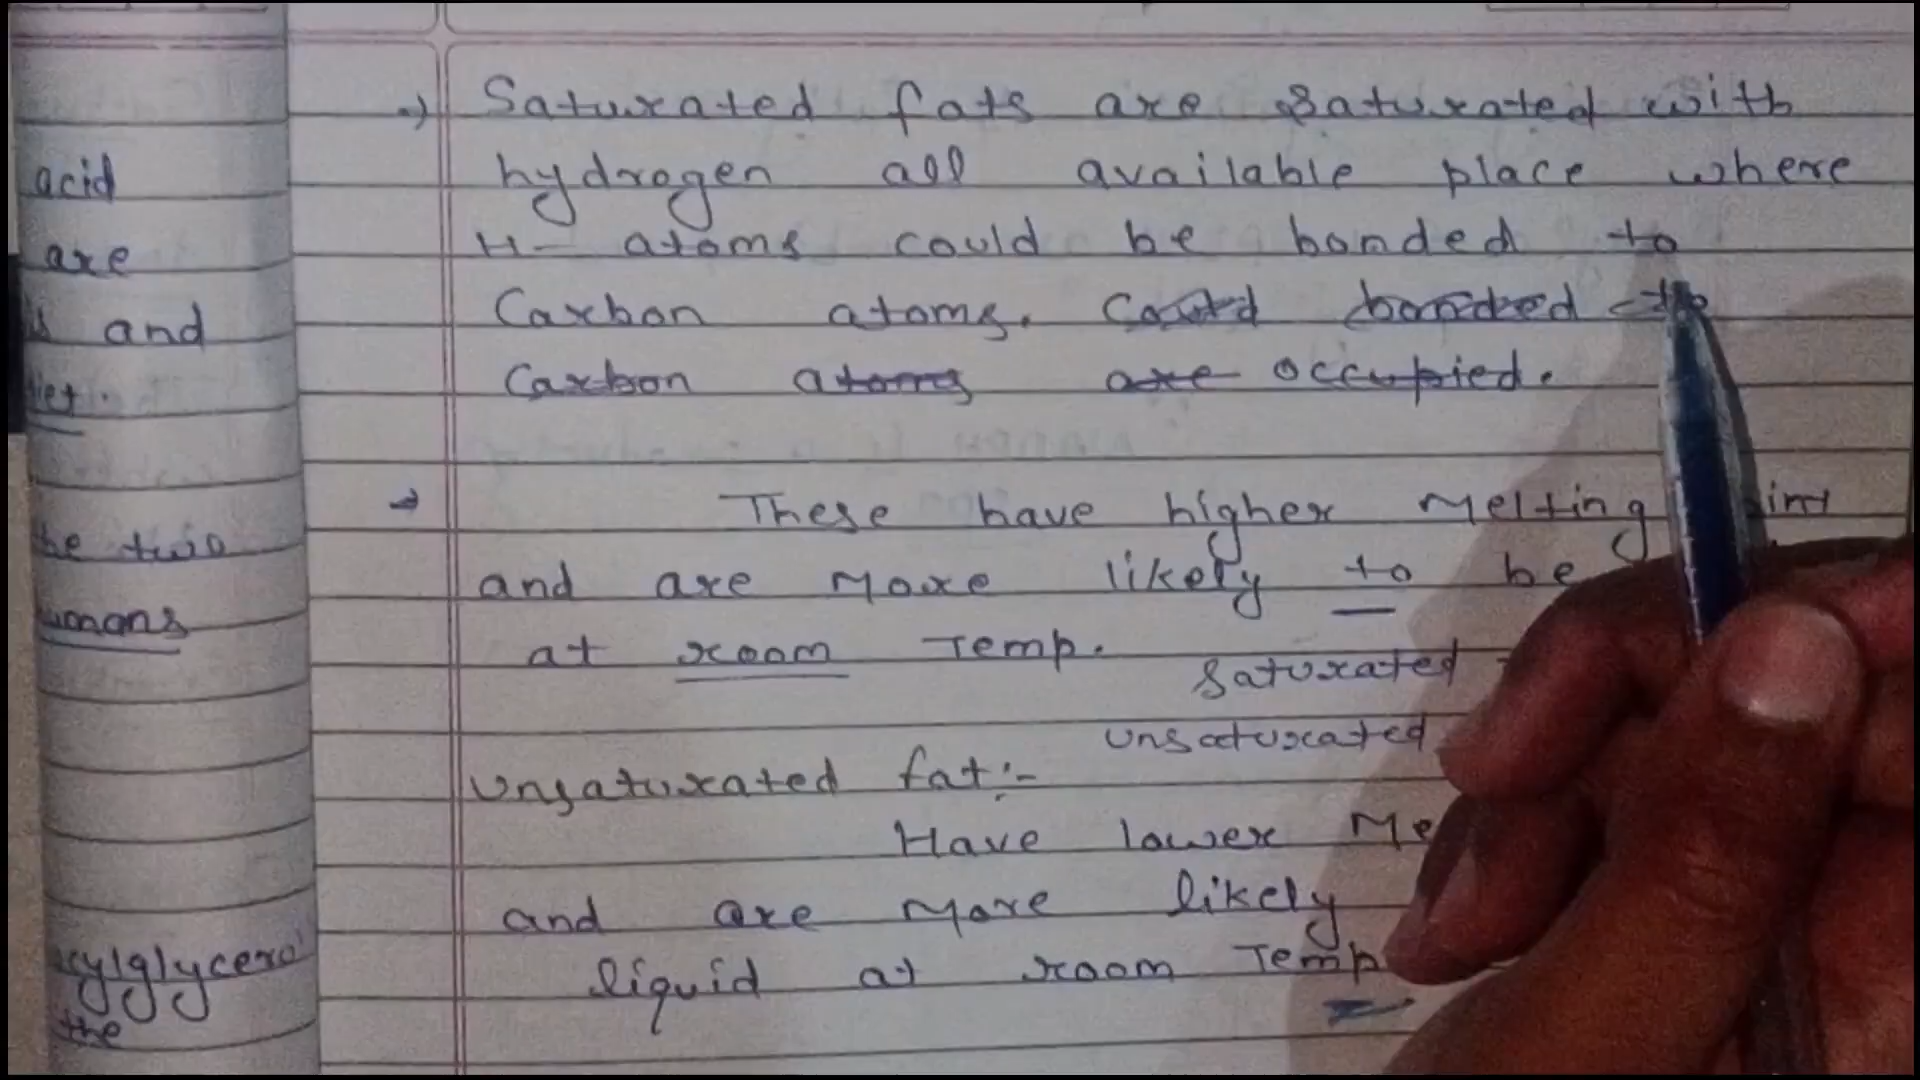 acid
are
and
the two
humans
acylglycerol
the
→ Saturated fats are saturated with
hydrogen all available place where
H- atoms could be bonded to
Carbon atoms. Could bonded to
Carbon atoms are occupied.
→ These have higher Melting
and are More likely to be
at room Temp.
Saturated
unsaturated
Unsaturated fat:-
Have lower Me
and are More likely
liquid at room Temp